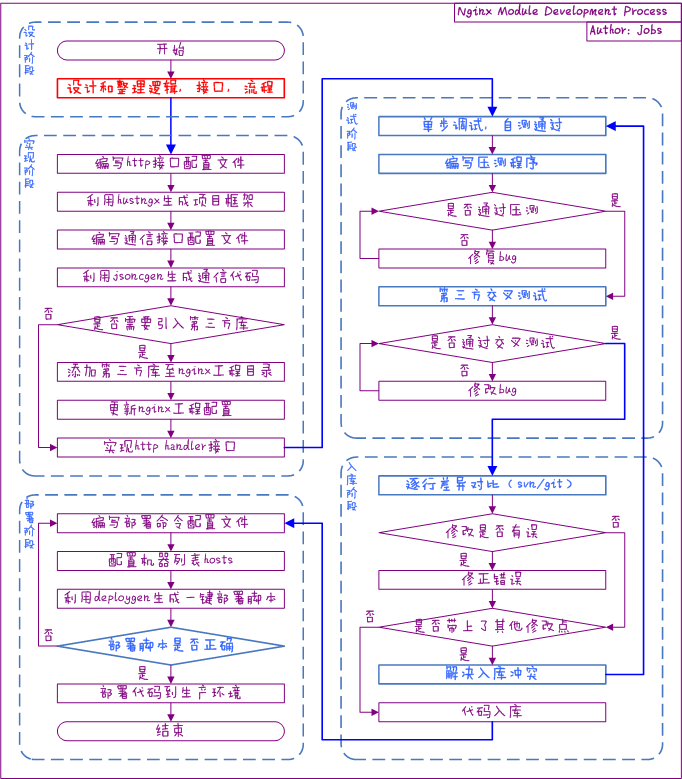 Nginx Module Development Process
Author: Jobs
设计阶段
开始
设计和整理逻辑, 接口, 流程
实现阶段
编写http接口配置文件
利用hustngx生成项目框架
编写通信接口配置文件
利用jsoncgen生成通信代码
是否需要引入第三方库
否
是
添加第三方库至nginx工程目录
更新nginx工程配置
实现http handler接口
测试阶段
单步调试, 自测通过
编写压测程序
是否通过压测
是
否
修复bug
第三方交叉测试
是否通过交叉测试
是
否
修改bug
入库阶段
逐行差异对比 (svn/git)
修改是否有误
否
是
修正错误
是否带上了其他修改点
否
是
解决入库冲突
代码入库
部署阶段
编写部署命令配置文件
配置机器列表hosts
利用deploygen生成一键部署脚本
部署脚本是否正确
否
是
部署代码到生产环境
结束